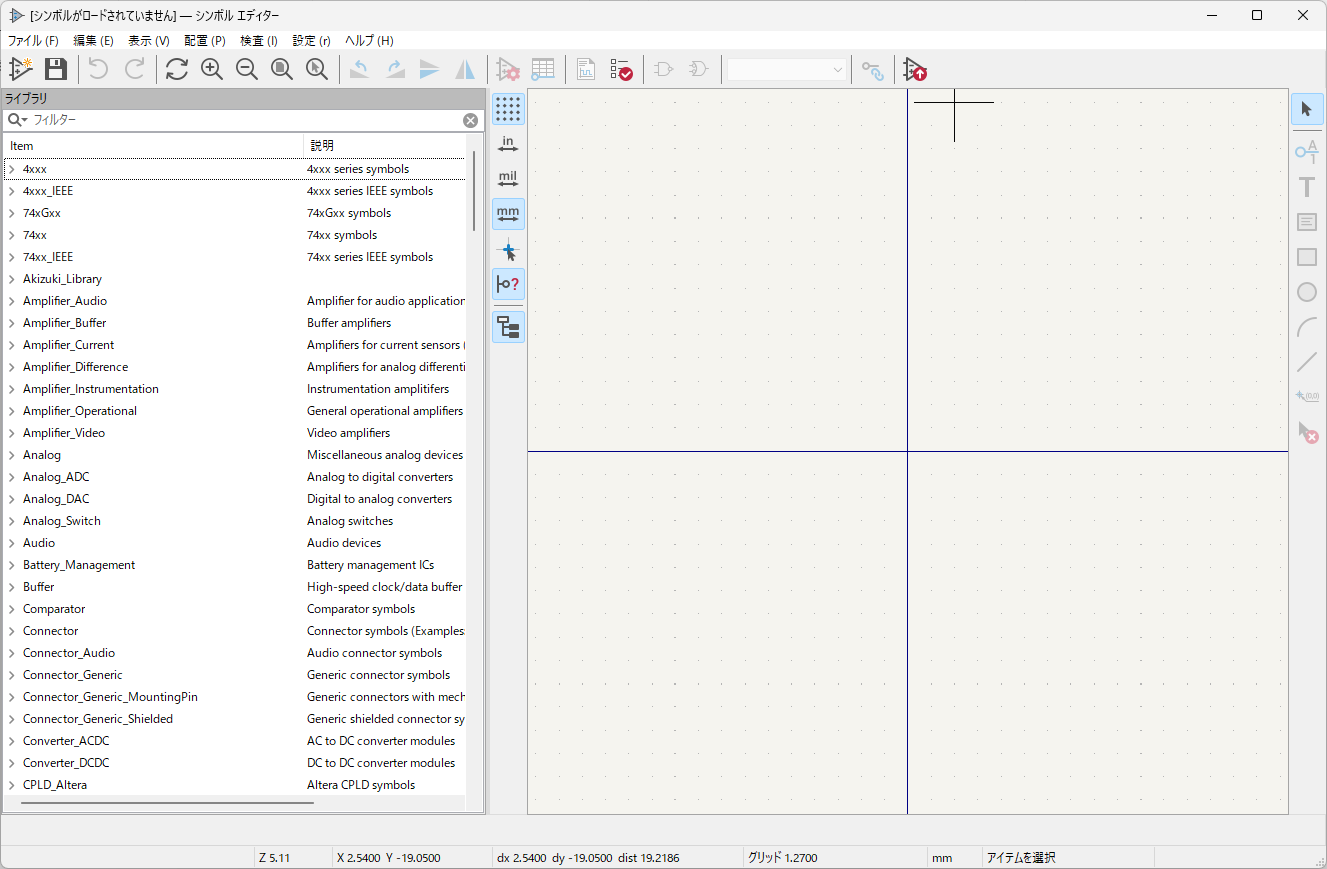 [シンボルがロードされていません] — シンボル エディター
ファイル (F) 編集 (E) 表示 (V) 配置 (P) 検査 (I) 設定 (r) ヘルプ (H)
ライブラリ
フィルター
Item 説明
4xxx 4xxx series symbols
4xxx_IEEE 4xxx series IEEE symbols
74xGxx 74xGxx symbols
74xx 74xx symbols
74xx_IEEE 74xx series IEEE symbols
Akizuki_Library
Amplifier_Audio Amplifier for audio application
Amplifier_Buffer Buffer amplifiers
Amplifier_Current Amplifiers for current sensors (
Amplifier_Difference Amplifiers for analog differenti
Amplifier_Instrumentation Instrumentation amplitifers
Amplifier_Operational General operational amplifiers
Amplifier_Video Video amplifiers
Analog Miscellaneous analog devices
Analog_ADC Analog to digital converters
Analog_DAC Digital to analog converters
Analog_Switch Analog switches
Audio Audio devices
Battery_Management Battery management ICs
Buffer High-speed clock/data buffer
Comparator Comparator symbols
Connector Connector symbols (Examples
Connector_Audio Audio connector symbols
Connector_Generic Generic connector symbols
Connector_Generic_MountingPin Generic connectors with mech
Connector_Generic_Shielded Generic shielded connector sy
Converter_ACDC AC to DC converter modules
Converter_DCDC DC to DC converter modules
CPLD_Altera Altera CPLD symbols
in
mil
mm
?
A
1
T
(0,0)
Z 5.11 X 2.5400 Y -19.0500 dx 2.5400 dy -19.0500 dist 19.2186 グリッド 1.2700 mm アイテムを選択